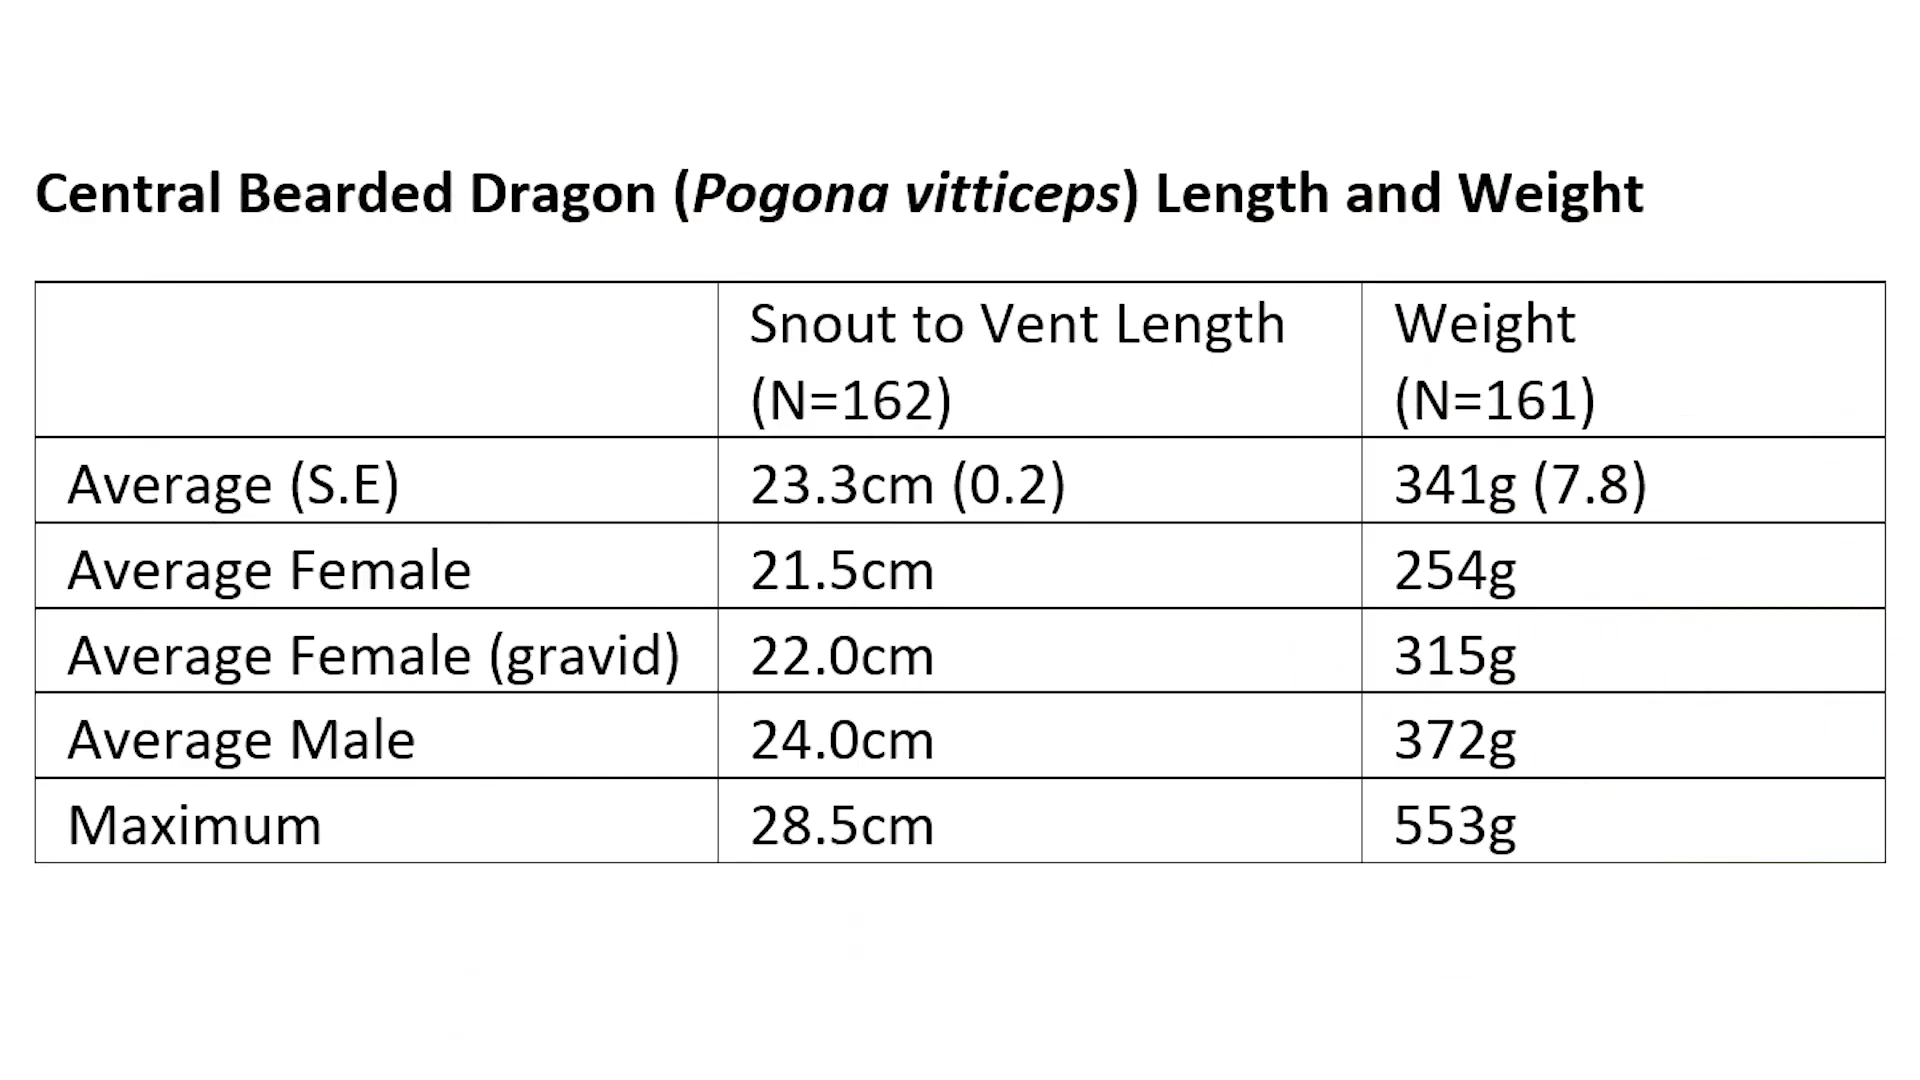 Central Bearded Dragon (Pogona vitticeps) Length and Weight
Snout to Vent Length
(N=162)
Weight
(N=161)
Average (S.E) 23.3cm (0.2) 341g (7.8)
Average Female 21.5cm 254g
Average Female (gravid) 22.0cm 315g
Average Male 24.0cm 372g
Maximum 28.5cm 553g